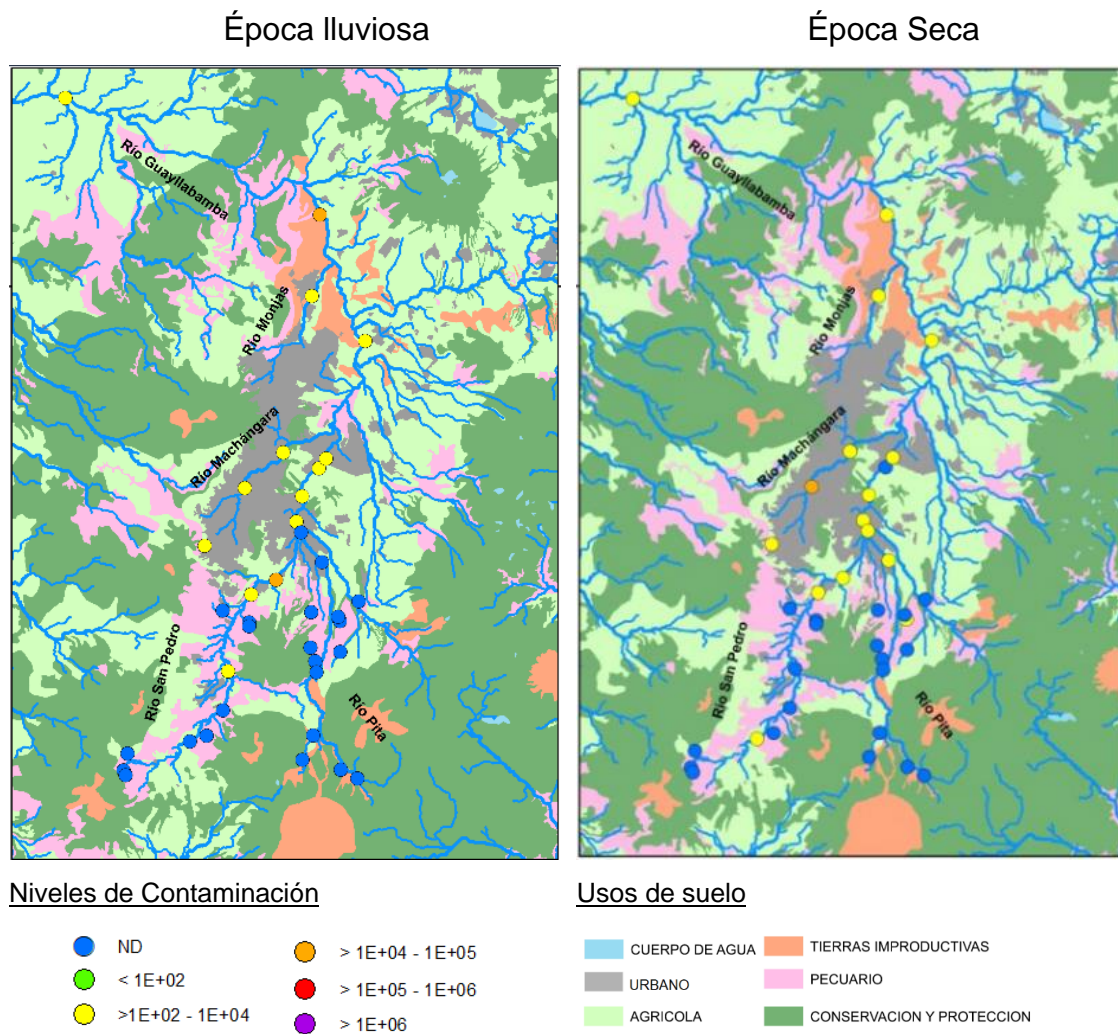 Época lluviosa
Época Seca
Río Guayllabamba
Río Monjas
Río Machángara
Río San Pedro
Río Pita
Río Guayllabamba
Río Monjas
Río Machángara
Río San Pedro
Río Pita
Niveles de Contaminación
ND
< 1E+02
>1E+02 - 1E+04
> 1E+04 - 1E+05
> 1E+05 - 1E+06
> 1E+06
Usos de suelo
CUERPO DE AGUA
URBANO
AGRICOLA
TIERRAS IMPRODUCTIVAS
PECUARIO
CONSERVACION Y PROTECCION